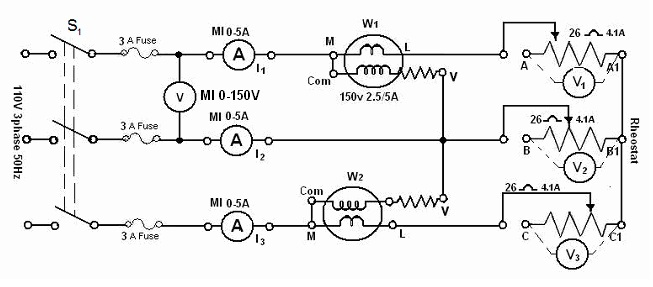 S1
3 A Fuse
MI 0-5A
A
I1
M
Com
W1
L
150v 2.5/5A
V
26 4.1A
A
A1
V1
110V 3phase 50Hz
V
MI 0-150V
3 A Fuse
MI 0-5A
A
I2
26 4.1A
B
B1
V2
Rheostat
3 A Fuse
MI 0-5A
A
I3
Com
M
W2
L
V
26 4.1A
C
C1
V3